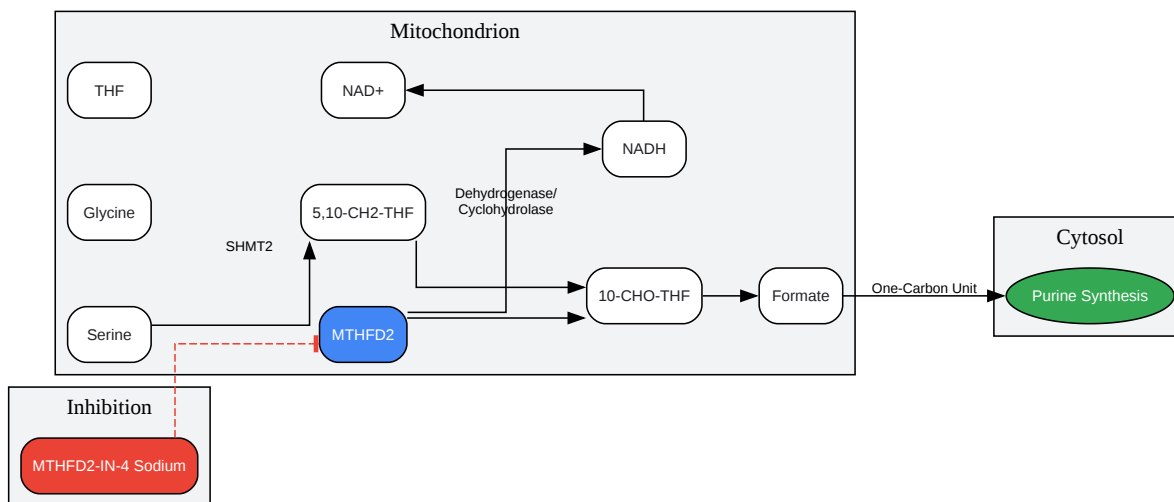 Mitochondrion
THF
NAD+
NADH
Dehydrogenase/
Cyclohydrolase
Glycine
5,10-CH2-THF
SHMT2
Cytosol
10-CHO-THF
Formate
One-Carbon Unit
Purine Synthesis
Serine
MTHFD2
Inhibition
MTHFD2-IN-4 Sodium